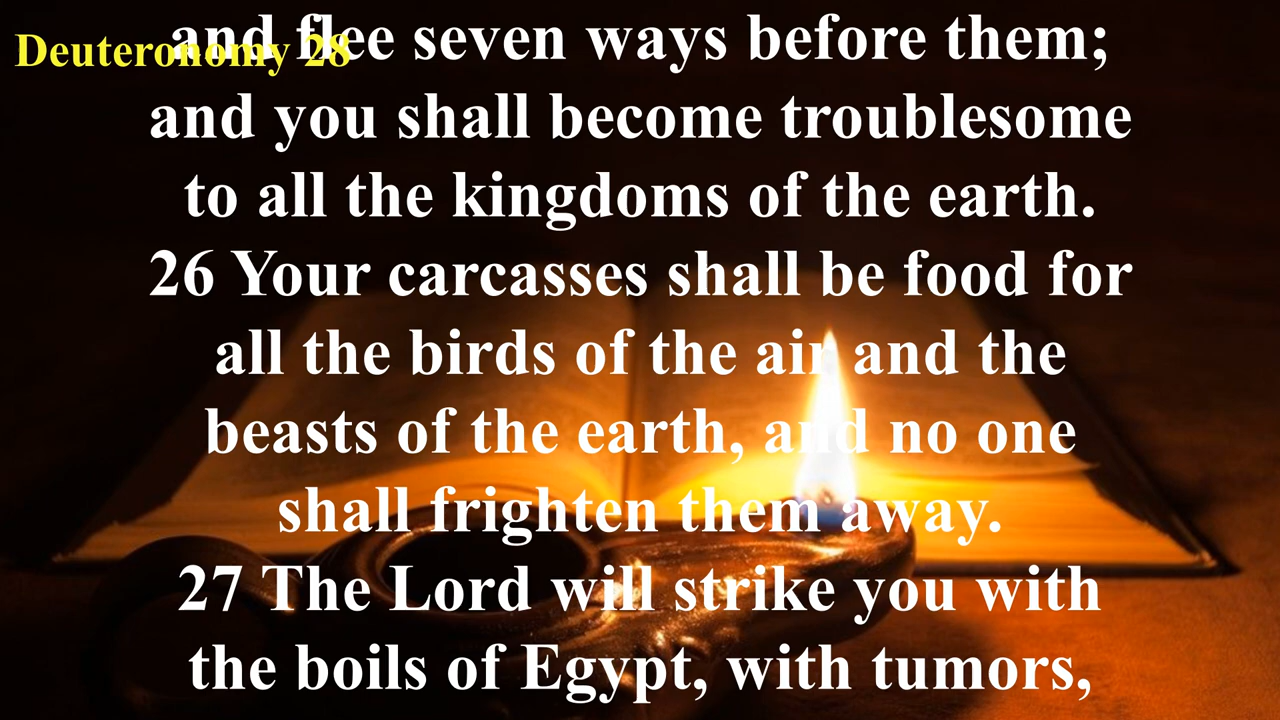 Deuteronomy 28
and flee seven ways before them;
and you shall become troublesome
to all the kingdoms of the earth.
26 Your carcasses shall be food for
all the birds of the air and the
beasts of the earth, and no one
shall frighten them away.
27 The Lord will strike you with
the boils of Egypt, with tumors,